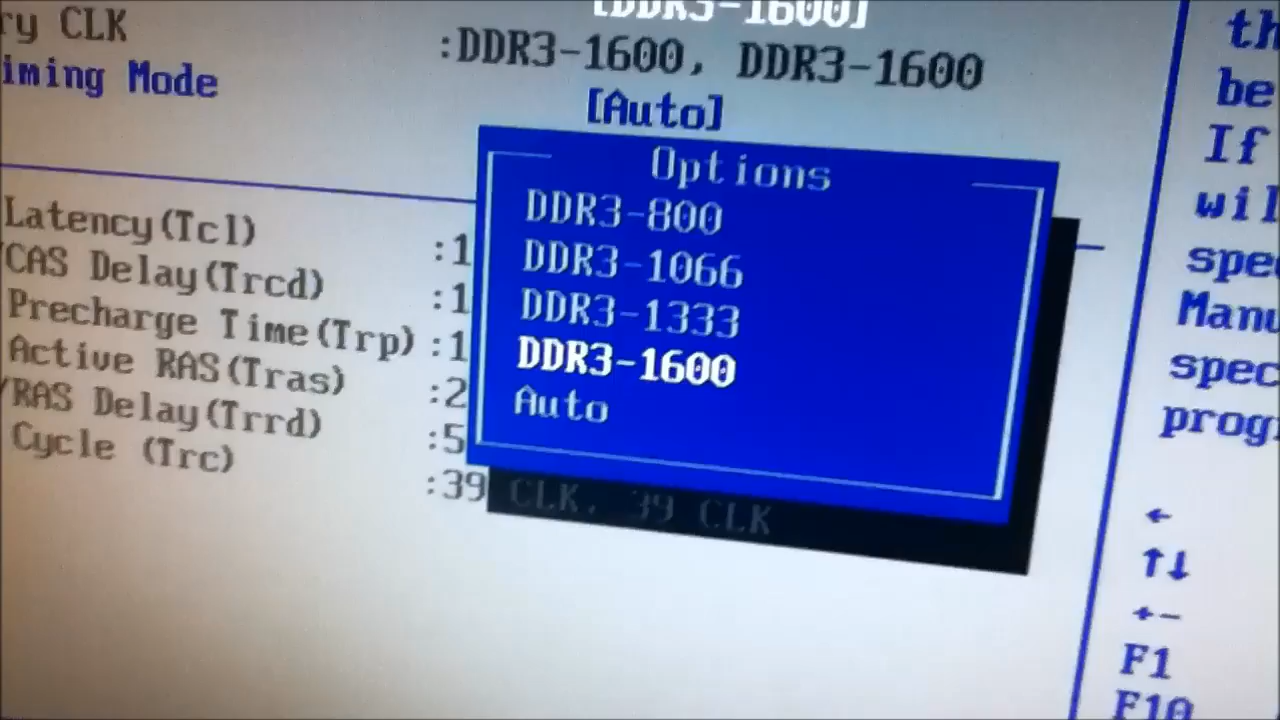 [DDR3-1600]
ry CLK :DDR3-1600, DDR3-1600
iming Mode [Auto]
Options
DDR3-800
DDR3-1066
DDR3-1333
DDR3-1600
Auto
Latency(Tcl) :1
/CAS Delay(Trcd) :1
Precharge Time(Trp) :1
Active RAS(Tras) :2
/RAS Delay(Trrd) :5
Cycle (Trc) :39 CLK, 39 CLK
th
be
If
wil
spe
Manu
spec
prog
←
↑↓
+-
F1
F10